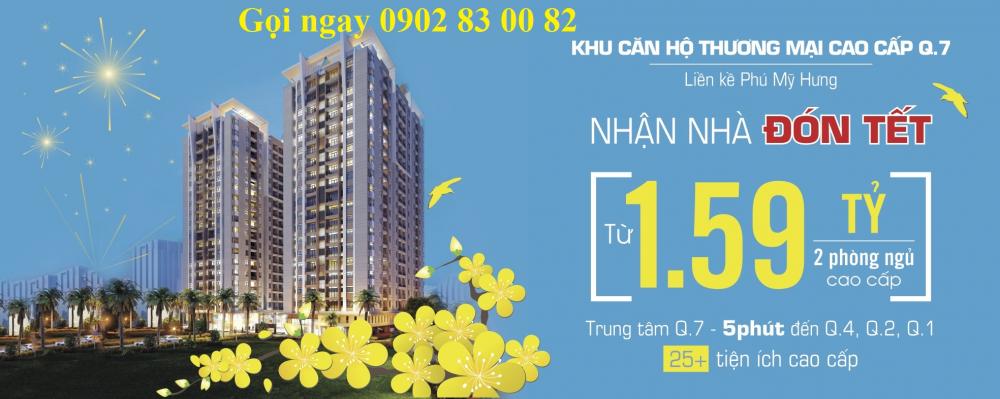 Gọi ngay 0902 83 00 82
KHU CĂN HỘ THƯƠNG MẠI CAO CẤP Q.7
Liền kề Phú Mỹ Hưng
NHẬN NHÀ ĐÓN TẾT
Từ 1.59 TỶ
2 phòng ngủ
cao cấp
Trung tâm Q.7 - 5phút đến Q.4, Q.2, Q.1
25+ tiện ích cao cấp